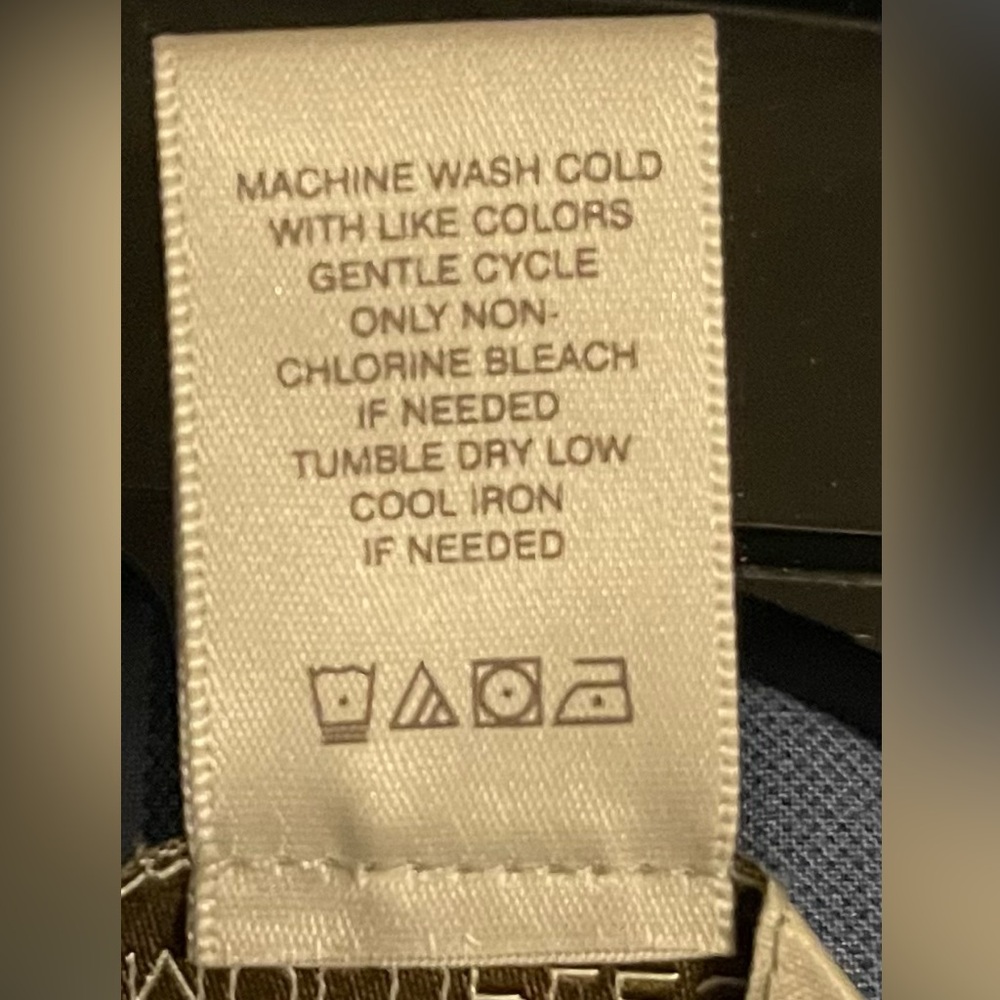 MACHINE WASH COLD
WITH LIKE COLORS
GENTLE CYCLE
ONLY NON-
CHLORINE BLEACH
IF NEEDED
TUMBLE DRY LOW
COOL IRON
IF NEEDED